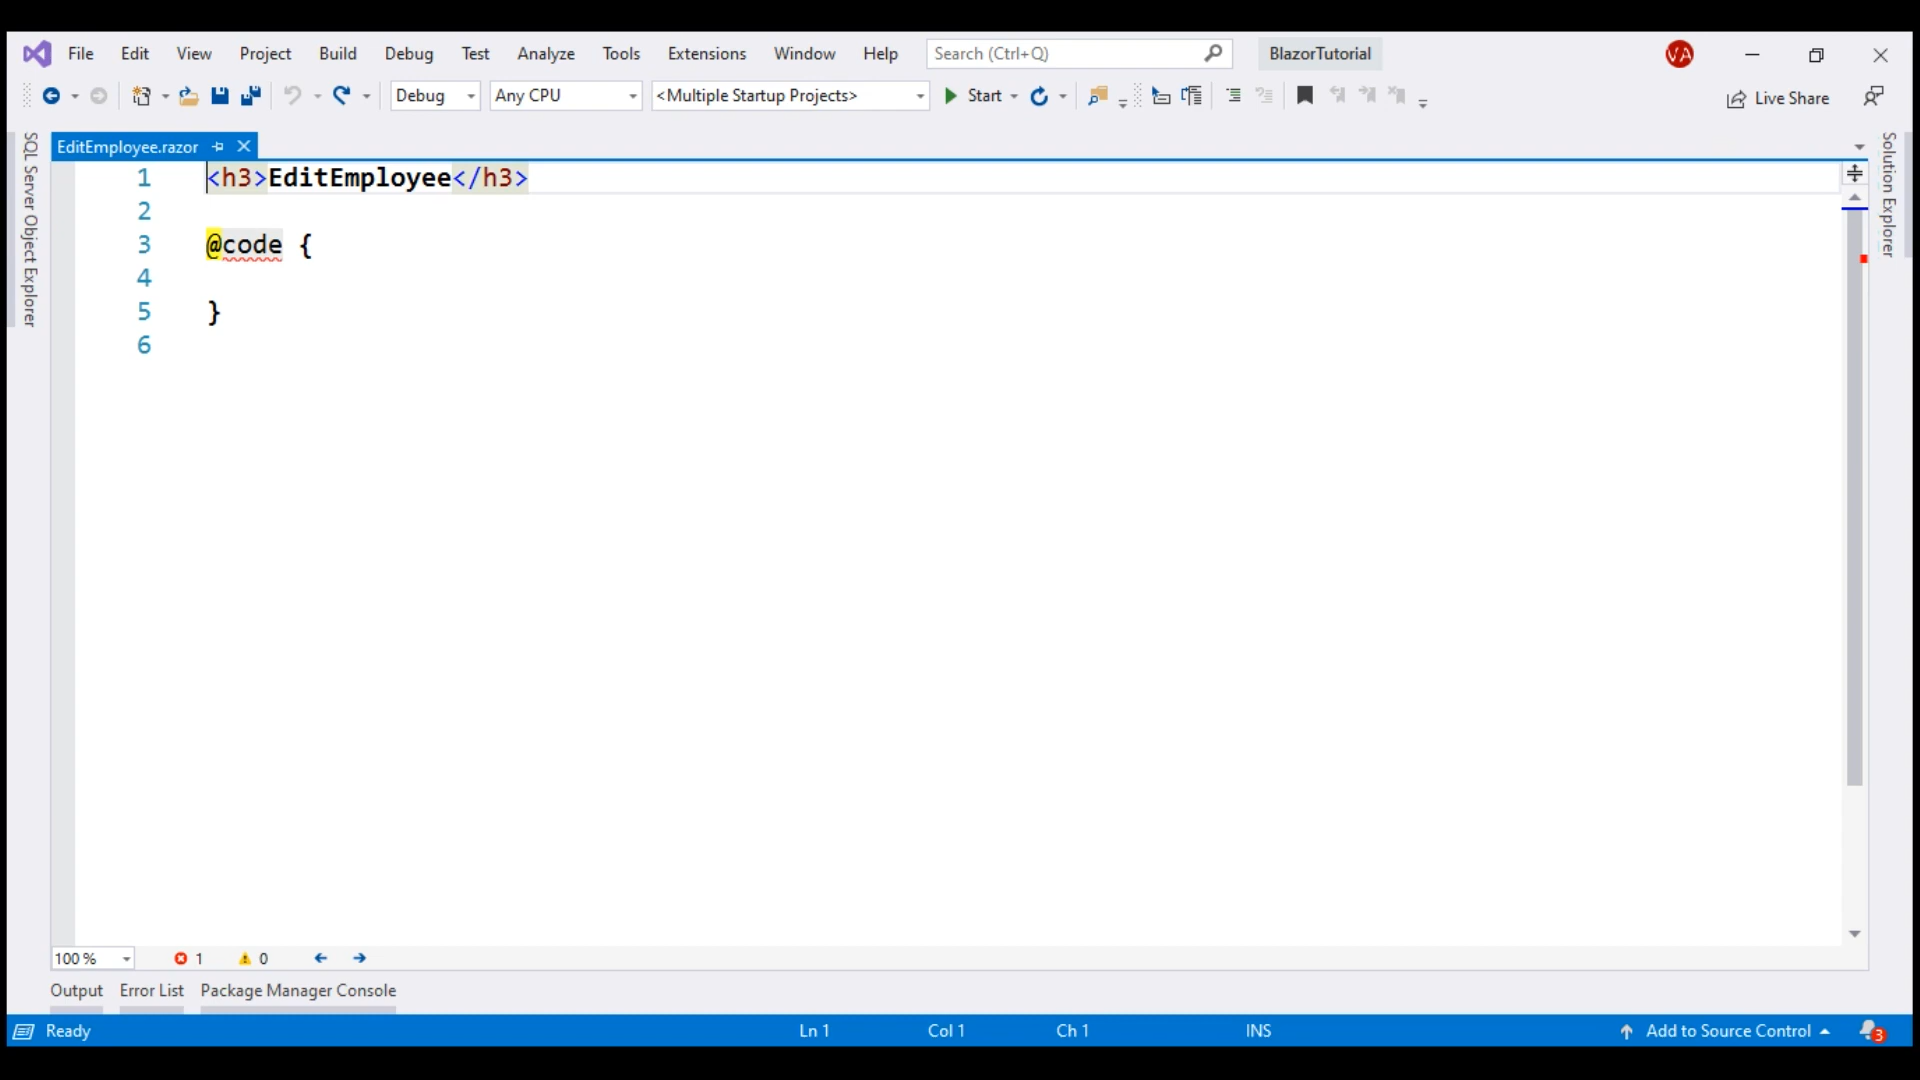 File Edit View Project Build Debug Test Analyze Tools Extensions Window Help Search (Ctrl+Q) BlazorTutorial VA
Debug Any CPU <Multiple Startup Projects> Start Live Share
SQL Server Object Explorer
EditEmployee.razor
Solution Explorer
1 <h3>EditEmployee</h3>
2
3 @code {
4
5 }
6
100 % 1 0
Output Error List Package Manager Console
Ready Ln 1 Col 1 Ch 1 INS Add to Source Control 3